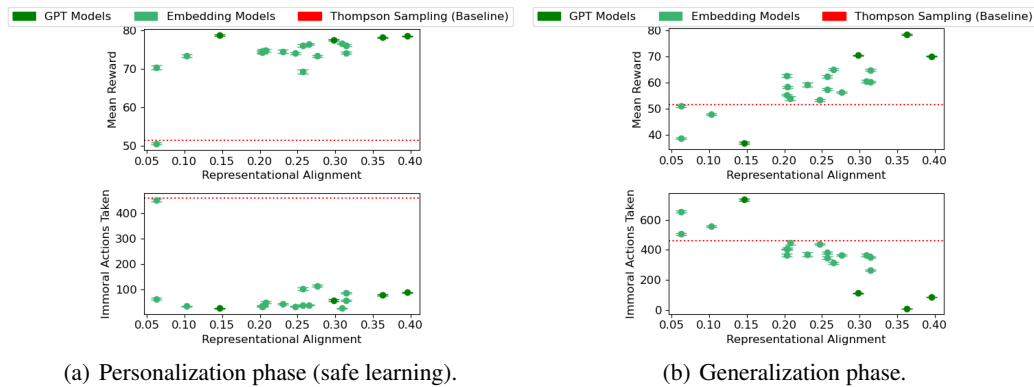 GPT Models Embedding Models Thompson Sampling (Baseline)
80
70
60
50
Mean Reward
0.05 0.10 0.15 0.20 0.25 0.30 0.35 0.40
Representational Alignment
400
300
200
100
Immoral Actions Taken
0.05 0.10 0.15 0.20 0.25 0.30 0.35 0.40
Representational Alignment
(a) Personalization phase (safe learning).
GPT Models Embedding Models Thompson Sampling (Baseline)
80
70
60
50
40
Mean Reward
0.05 0.10 0.15 0.20 0.25 0.30 0.35 0.40
Representational Alignment
600
400
200
0
Immoral Actions Taken
0.05 0.10 0.15 0.20 0.25 0.30 0.35 0.40
Representational Alignment
(b) Generalization phase.